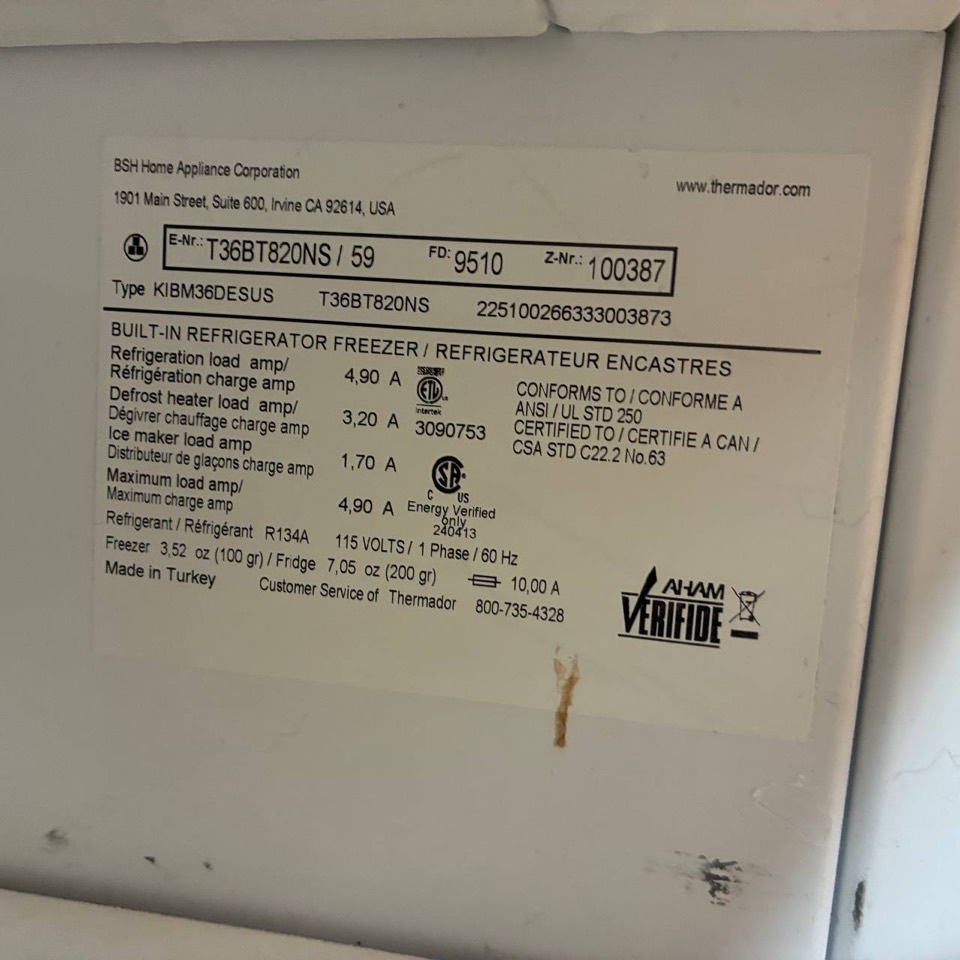 BSH Home Appliance Corporation
www.thermador.com
1901 Main Street, Suite 600, Irvine CA 92614, USA
E-Nr.: T36BT820NS / 59 FD: 9510 Z-Nr.: 100387
Type KIBM36DESUS T36BT820NS 225100266333003873
BUILT-IN REFRIGERATOR FREEZER / REFRIGERATEUR ENCASTRES
Refrigeration load amp/
Réfrigération charge amp 4,90 A
Defrost heater load amp/
Dégivrer chauffage charge amp 3,20 A
Ice maker load amp
Distributeur de glaçons charge amp 1,70 A
Maximum load amp/
Maximum charge amp 4,90 A
ETL
Intertek
3090753
SA
C US
Energy Verified
only
240413
CONFORMS TO / CONFORME A
ANSI / UL STD 250
CERTIFIED TO / CERTIFIE A CAN /
CSA STD C22.2 No.63
Refrigerant / Réfrigérant R134A 115 VOLTS / 1 Phase / 60 Hz
Freezer 3,52 oz (100 gr) / Fridge 7,05 oz (200 gr) 10,00 A
Made in Turkey Customer Service of Thermador 800-735-4328
AHAM
VERIFIDE